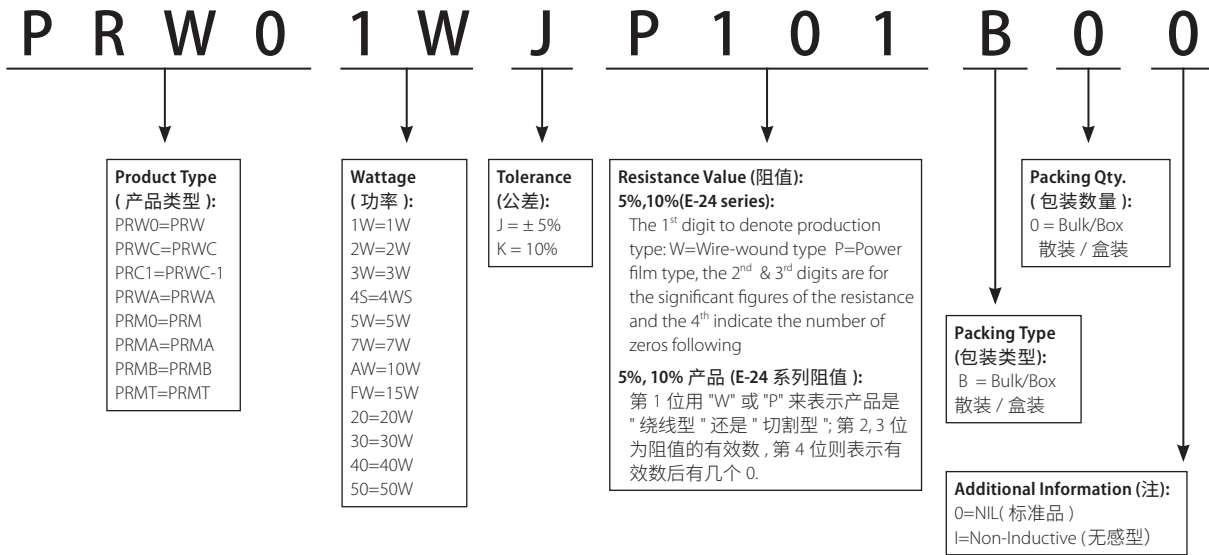 P R W 0 1 W J P 1 0 1 B 0 0
Product Type
( 产品类型 ):
PRW0=PRW
PRWC=PRWC
PRC1=PRWC-1
PRWA=PRWA
PRM0=PRM
PRMA=PRMA
PRMB=PRMB
PRMT=PRMT
Wattage
( 功率 ):
1W=1W
2W=2W
3W=3W
4S=4WS
5W=5W
7W=7W
AW=10W
FW=15W
20=20W
30=30W
40=40W
50=50W
Tolerance
(公差):
J = ± 5%
K = 10%
Resistance Value (阻值):
5%,10%(E-24 series):
The 1st digit to denote production
type: W=Wire-wound type P=Power
film type, the 2nd & 3rd digits are for
the significant figures of the resistance
and the 4th indicate the number of
zeros following
5%, 10% 产品 (E-24 系列阻值 ):
第 1 位用 "W" 或 "P" 来表示产品是
" 绕线型 " 还是 " 切割型 "; 第 2, 3 位
为阻值的有效数 , 第 4 位则表示有
效数后有几个 0.
Packing Type
(包装类型):
B = Bulk/Box
散装 / 盒装
Packing Qty.
( 包装数量 ):
0 = Bulk/Box
散装 / 盒装
Additional Information (注):
0=NIL( 标准品 )
I=Non-Inductive (无感型)